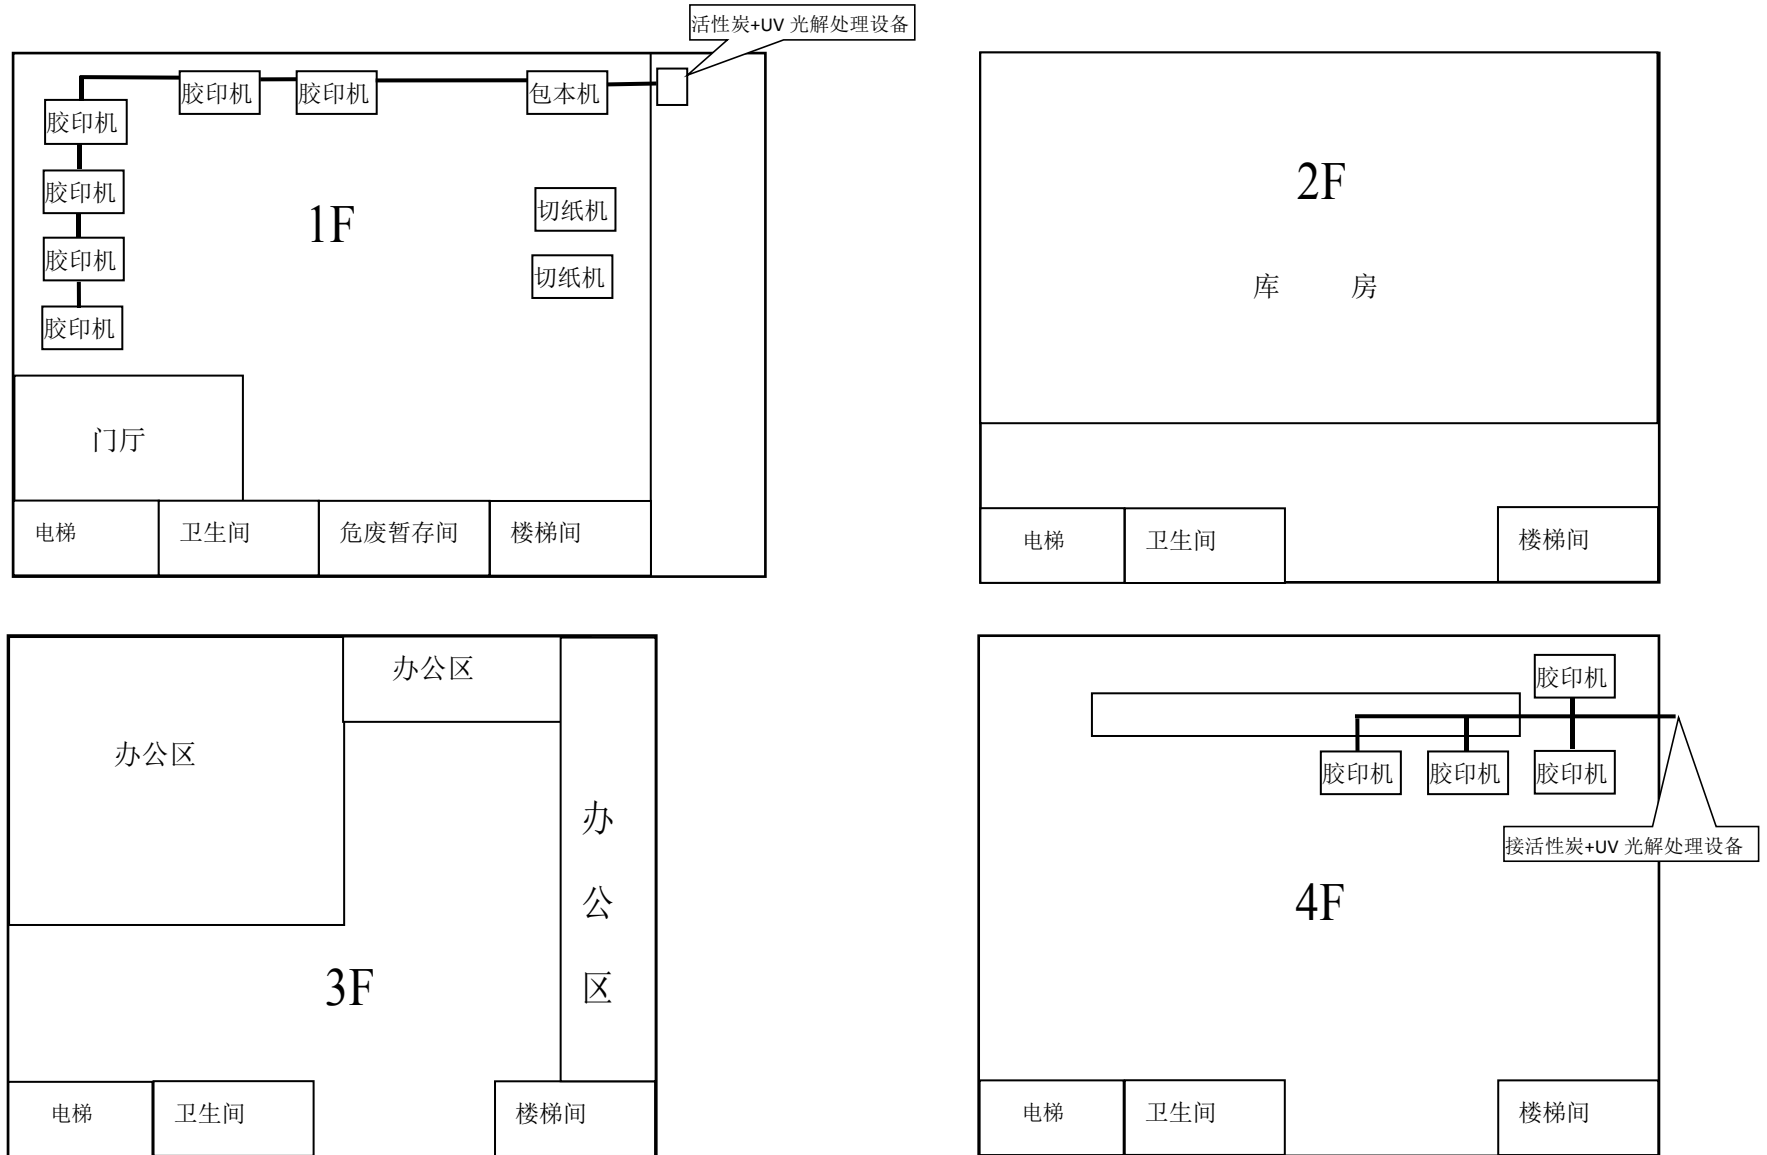 活性炭+UV 光解处理设备
胶印机
胶印机
包本机
胶印机
胶印机
胶印机
胶印机
1F
切纸机
切纸机
门厅
电梯
卫生间
危废暂存间
楼梯间
2F
库 房
电梯
卫生间
楼梯间
办公区
办公区
办
公
区
3F
电梯
卫生间
楼梯间
胶印机
胶印机
胶印机
胶印机
接活性炭+UV 光解处理设备
4F
电梯
卫生间
楼梯间